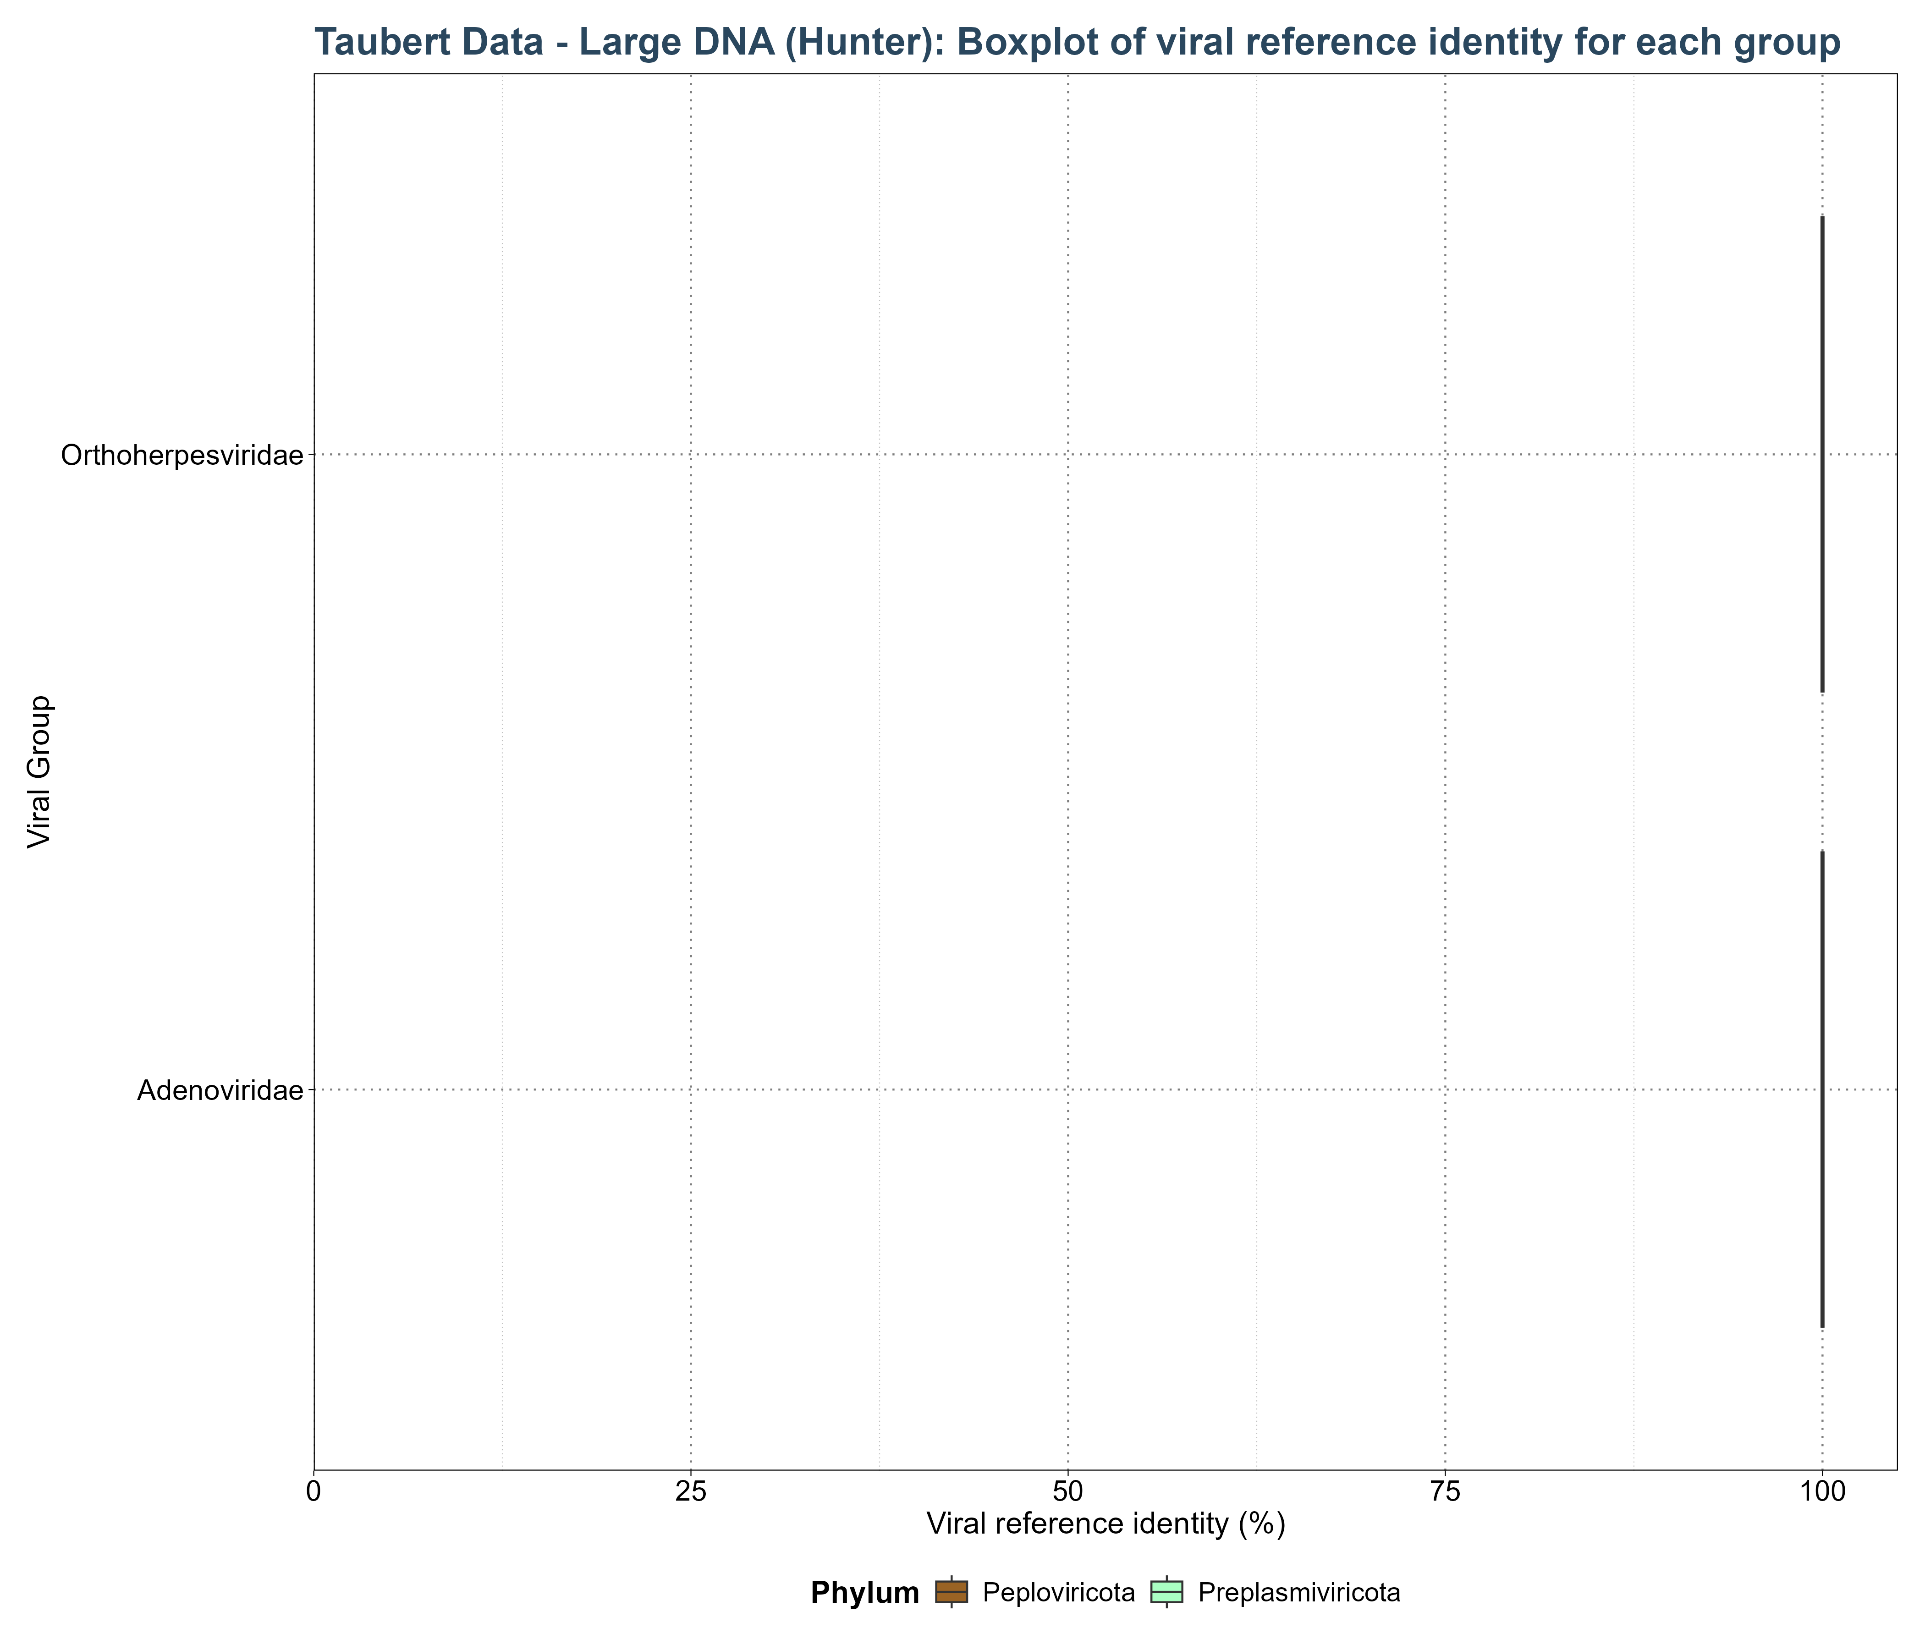 Taubert Data - Large DNA (Hunter): Boxplot of viral reference identity for each group
Viral Group
Orthoherpesviridae
Adenoviridae
0 25 50 75 100
Viral reference identity (%)
Phylum Peploviricota Preplasmiviricota